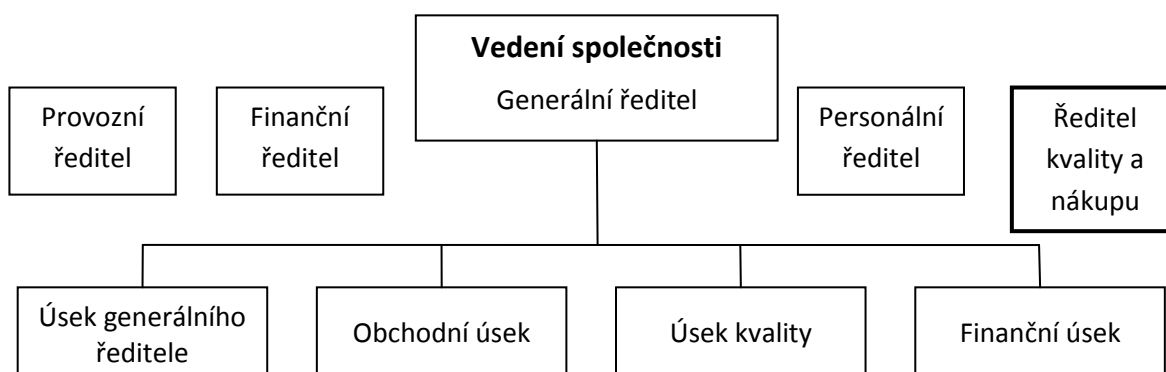 Vedení společnosti
Generální ředitel
Provozní
ředitel
Finanční
ředitel
Personální
ředitel
Ředitel
kvality a
nákupu
Úsek generálního
ředitele
Obchodní úsek
Úsek kvality
Finanční úsek